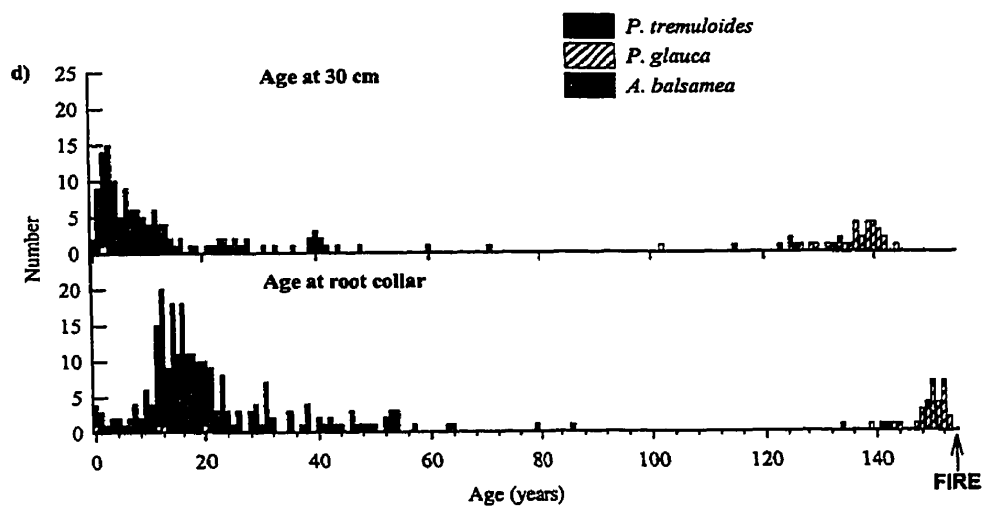 P. tremuloides
P. glauca
A. balsamea
d)
Age at 30 cm
25
20
15
10
5
0
Number
Age at root collar
20
15
10
5
0
0 20 40 60 80 100 120 140
FIRE
Age (years)